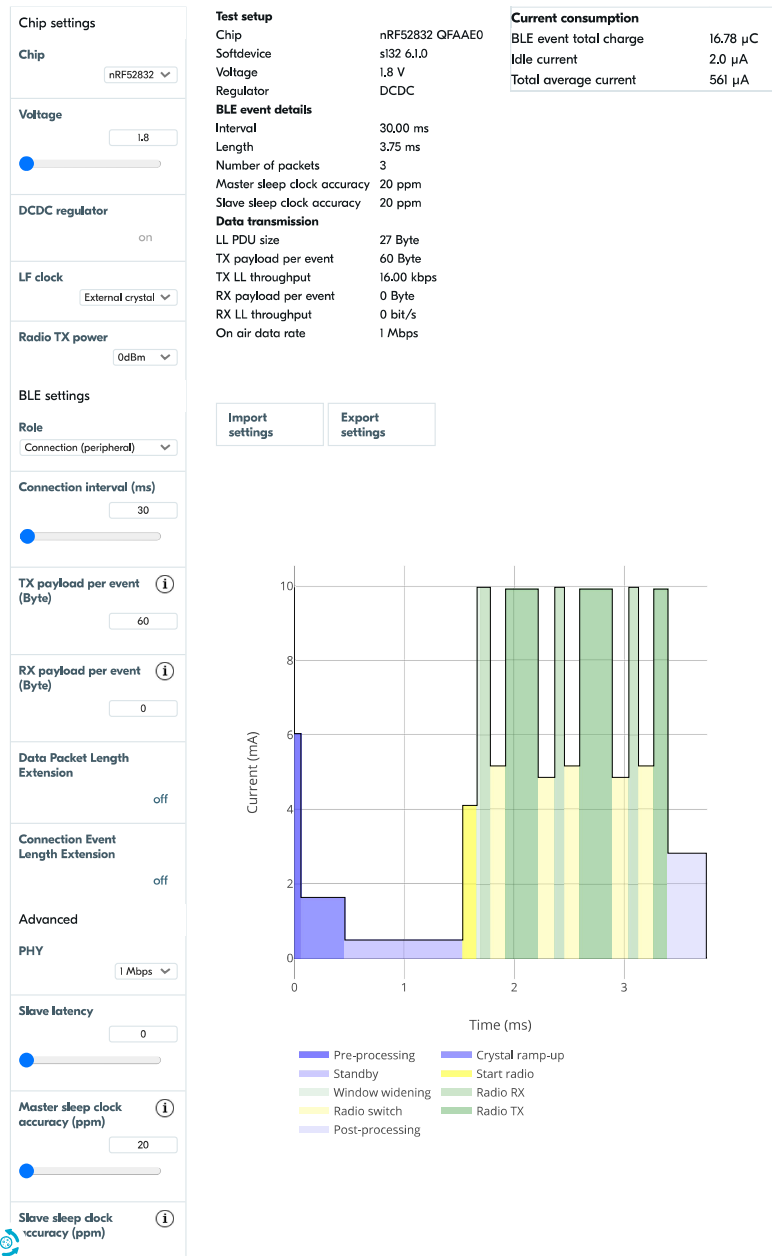 Chip settings
Chip
nRF52832
Voltage
1.8
DCDC regulator
on
LF clock
External crystal
Radio TX power
0dBm
BLE settings
Role
Connection (peripheral)
Connection interval (ms)
30
TX payload per event
(Byte)
60
RX payload per event
(Byte)
0
Data Packet Length
Extension
off
Connection Event
Length Extension
off
Advanced
PHY
1 Mbps
Slave latency
0
Master sleep clock
accuracy (ppm)
20
Slave sleep clock
accuracy (ppm)
Test setup
Chip nRF52832 QFAAE0
Softdevice s132 6.1.0
Voltage 1.8 V
Regulator DCDC
BLE event details
Interval 30.00 ms
Length 3.75 ms
Number of packets 3
Master sleep clock accuracy 20 ppm
Slave sleep clock accuracy 20 ppm
Data transmission
LL PDU size 27 Byte
TX payload per event 60 Byte
TX LL throughput 16.00 kbps
RX payload per event 0 Byte
RX LL throughput 0 bit/s
On air data rate 1 Mbps
Current consumption
BLE event total charge 16.78 µC
Idle current 2.0 µA
Total average current 561 µA
Import
settings
Export
settings
10
8
6
4
2
0
Current (mA)
0 1 2 3
Time (ms)
Pre-processing Crystal ramp-up
Standby Start radio
Window widening Radio RX
Radio switch Radio TX
Post-processing